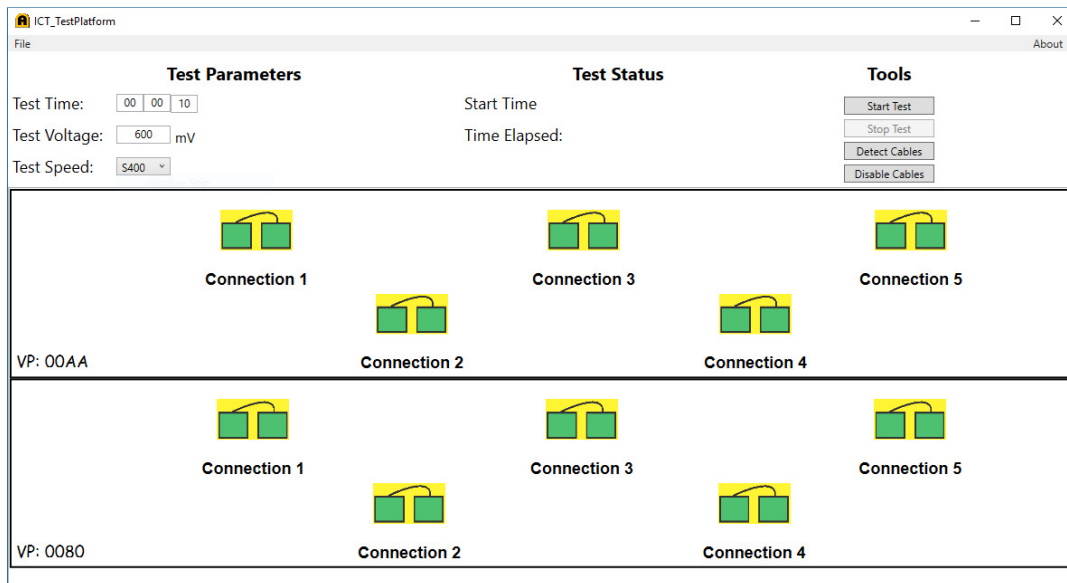 ICT_TestPlatform
File About
Test Parameters Test Status Tools
Test Time: 00 00 10 Start Time Start Test
Test Voltage: 600 mV Time Elapsed: Stop Test
Detect Cables
Test Speed: S400 Disable Cables
Connection 1 Connection 3 Connection 5
VP: 00AA Connection 2 Connection 4
Connection 1 Connection 3 Connection 5
VP: 0080 Connection 2 Connection 4